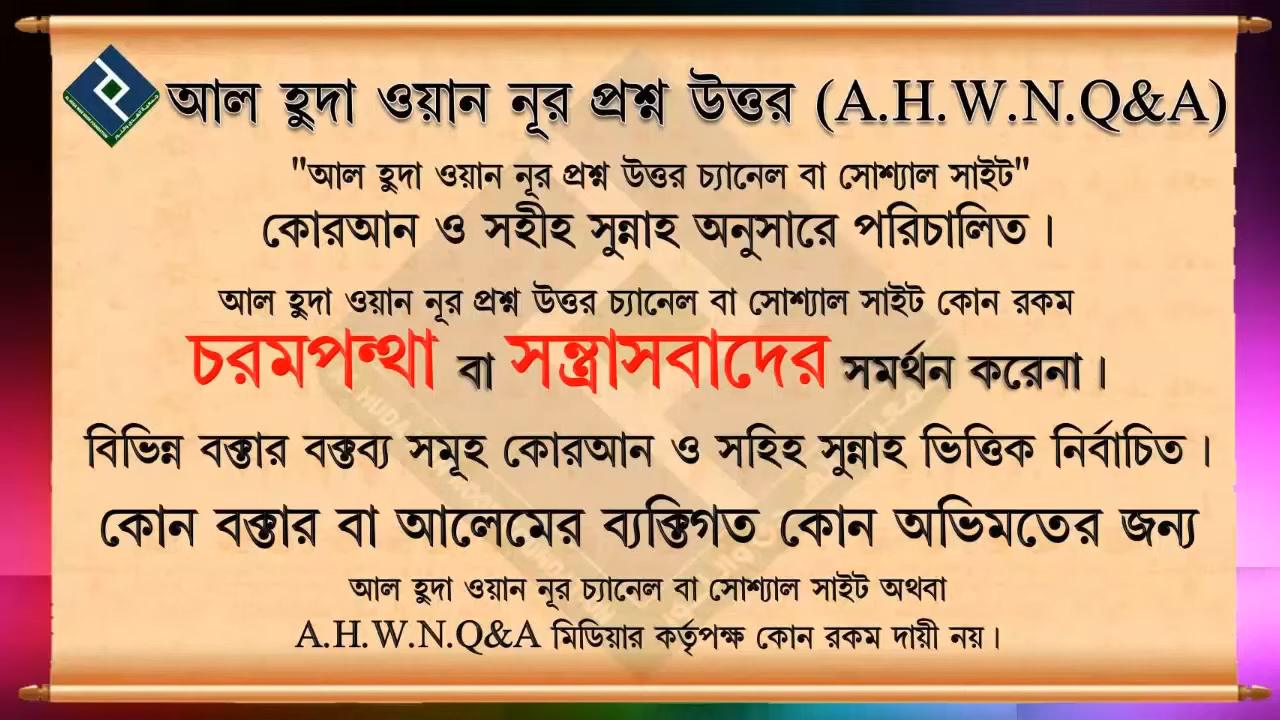 আল হুদা ওয়ান নূর প্রশ্ন উত্তর (A.H.W.N.Q&A)
"আল হুদা ওয়ান নূর প্রশ্ন উত্তর চ্যানেল বা সোশ্যাল সাইট"
কোরআন ও সহীহ সুন্নাহ অনুসারে পরিচালিত।
আল হুদা ওয়ান নূর প্রশ্ন উত্তর চ্যানেল বা সোশ্যাল সাইট কোন রকম
চরমপন্থা বা সন্ত্রাসবাদের সমর্থন করেনা।
বিভিন্ন বক্তার বক্তব্য সমূহ কোরআন ও সহিহ সুন্নাহ ভিত্তিক নির্বাচিত।
কোন বক্তার বা আলেমের ব্যক্তিগত কোন অভিমতের জন্য
আল হুদা ওয়ান নূর চ্যানেল বা সোশ্যাল সাইট অথবা
A.H.W.N.Q&A মিডিয়ার কর্তৃপক্ষ কোন রকম দায়ী নয়।